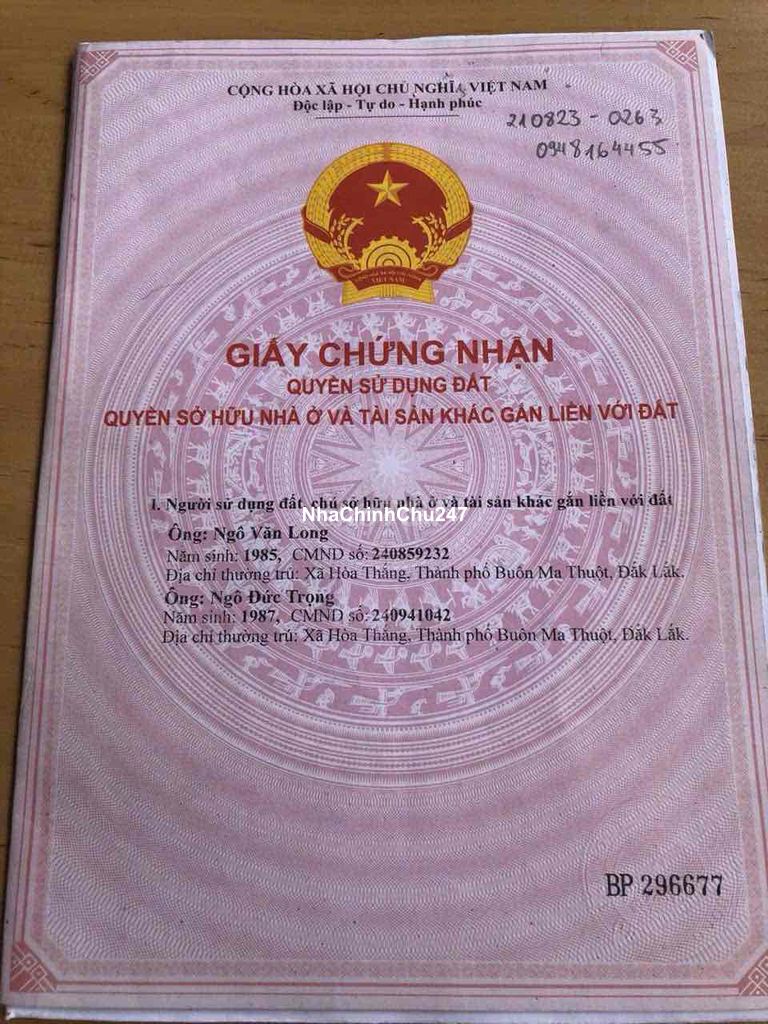 CỘNG HÒA XÃ HỘI CHỦ NGHĨA VIỆT NAM
Độc lập - Tự do - Hạnh phúc
210823 - 0263
0948164455
VIỆT NAM
GIẤY CHỨNG NHẬN
QUYỀN SỬ DỤNG ĐẤT
QUYỀN SỞ HỮU NHÀ Ở VÀ TÀI SẢN KHÁC GẮN LIỀN VỚI ĐẤT
I. Người sử dụng đất, chủ sở hữu nhà ở và tài sản khác gắn liền với đất
NhaChinhChu247
Ông: Ngô Văn Long
Năm sinh: 1985, CMND số: 240859232
Địa chỉ thường trú: Xã Hòa Thắng, Thành phố Buôn Ma Thuột, Đắk Lắk.
Ông: Ngô Đức Trọng
Năm sinh: 1987, CMND số: 240941042
Địa chỉ thường trú: Xã Hòa Thắng, Thành phố Buôn Ma Thuột, Đắk Lắk.
BP 296677